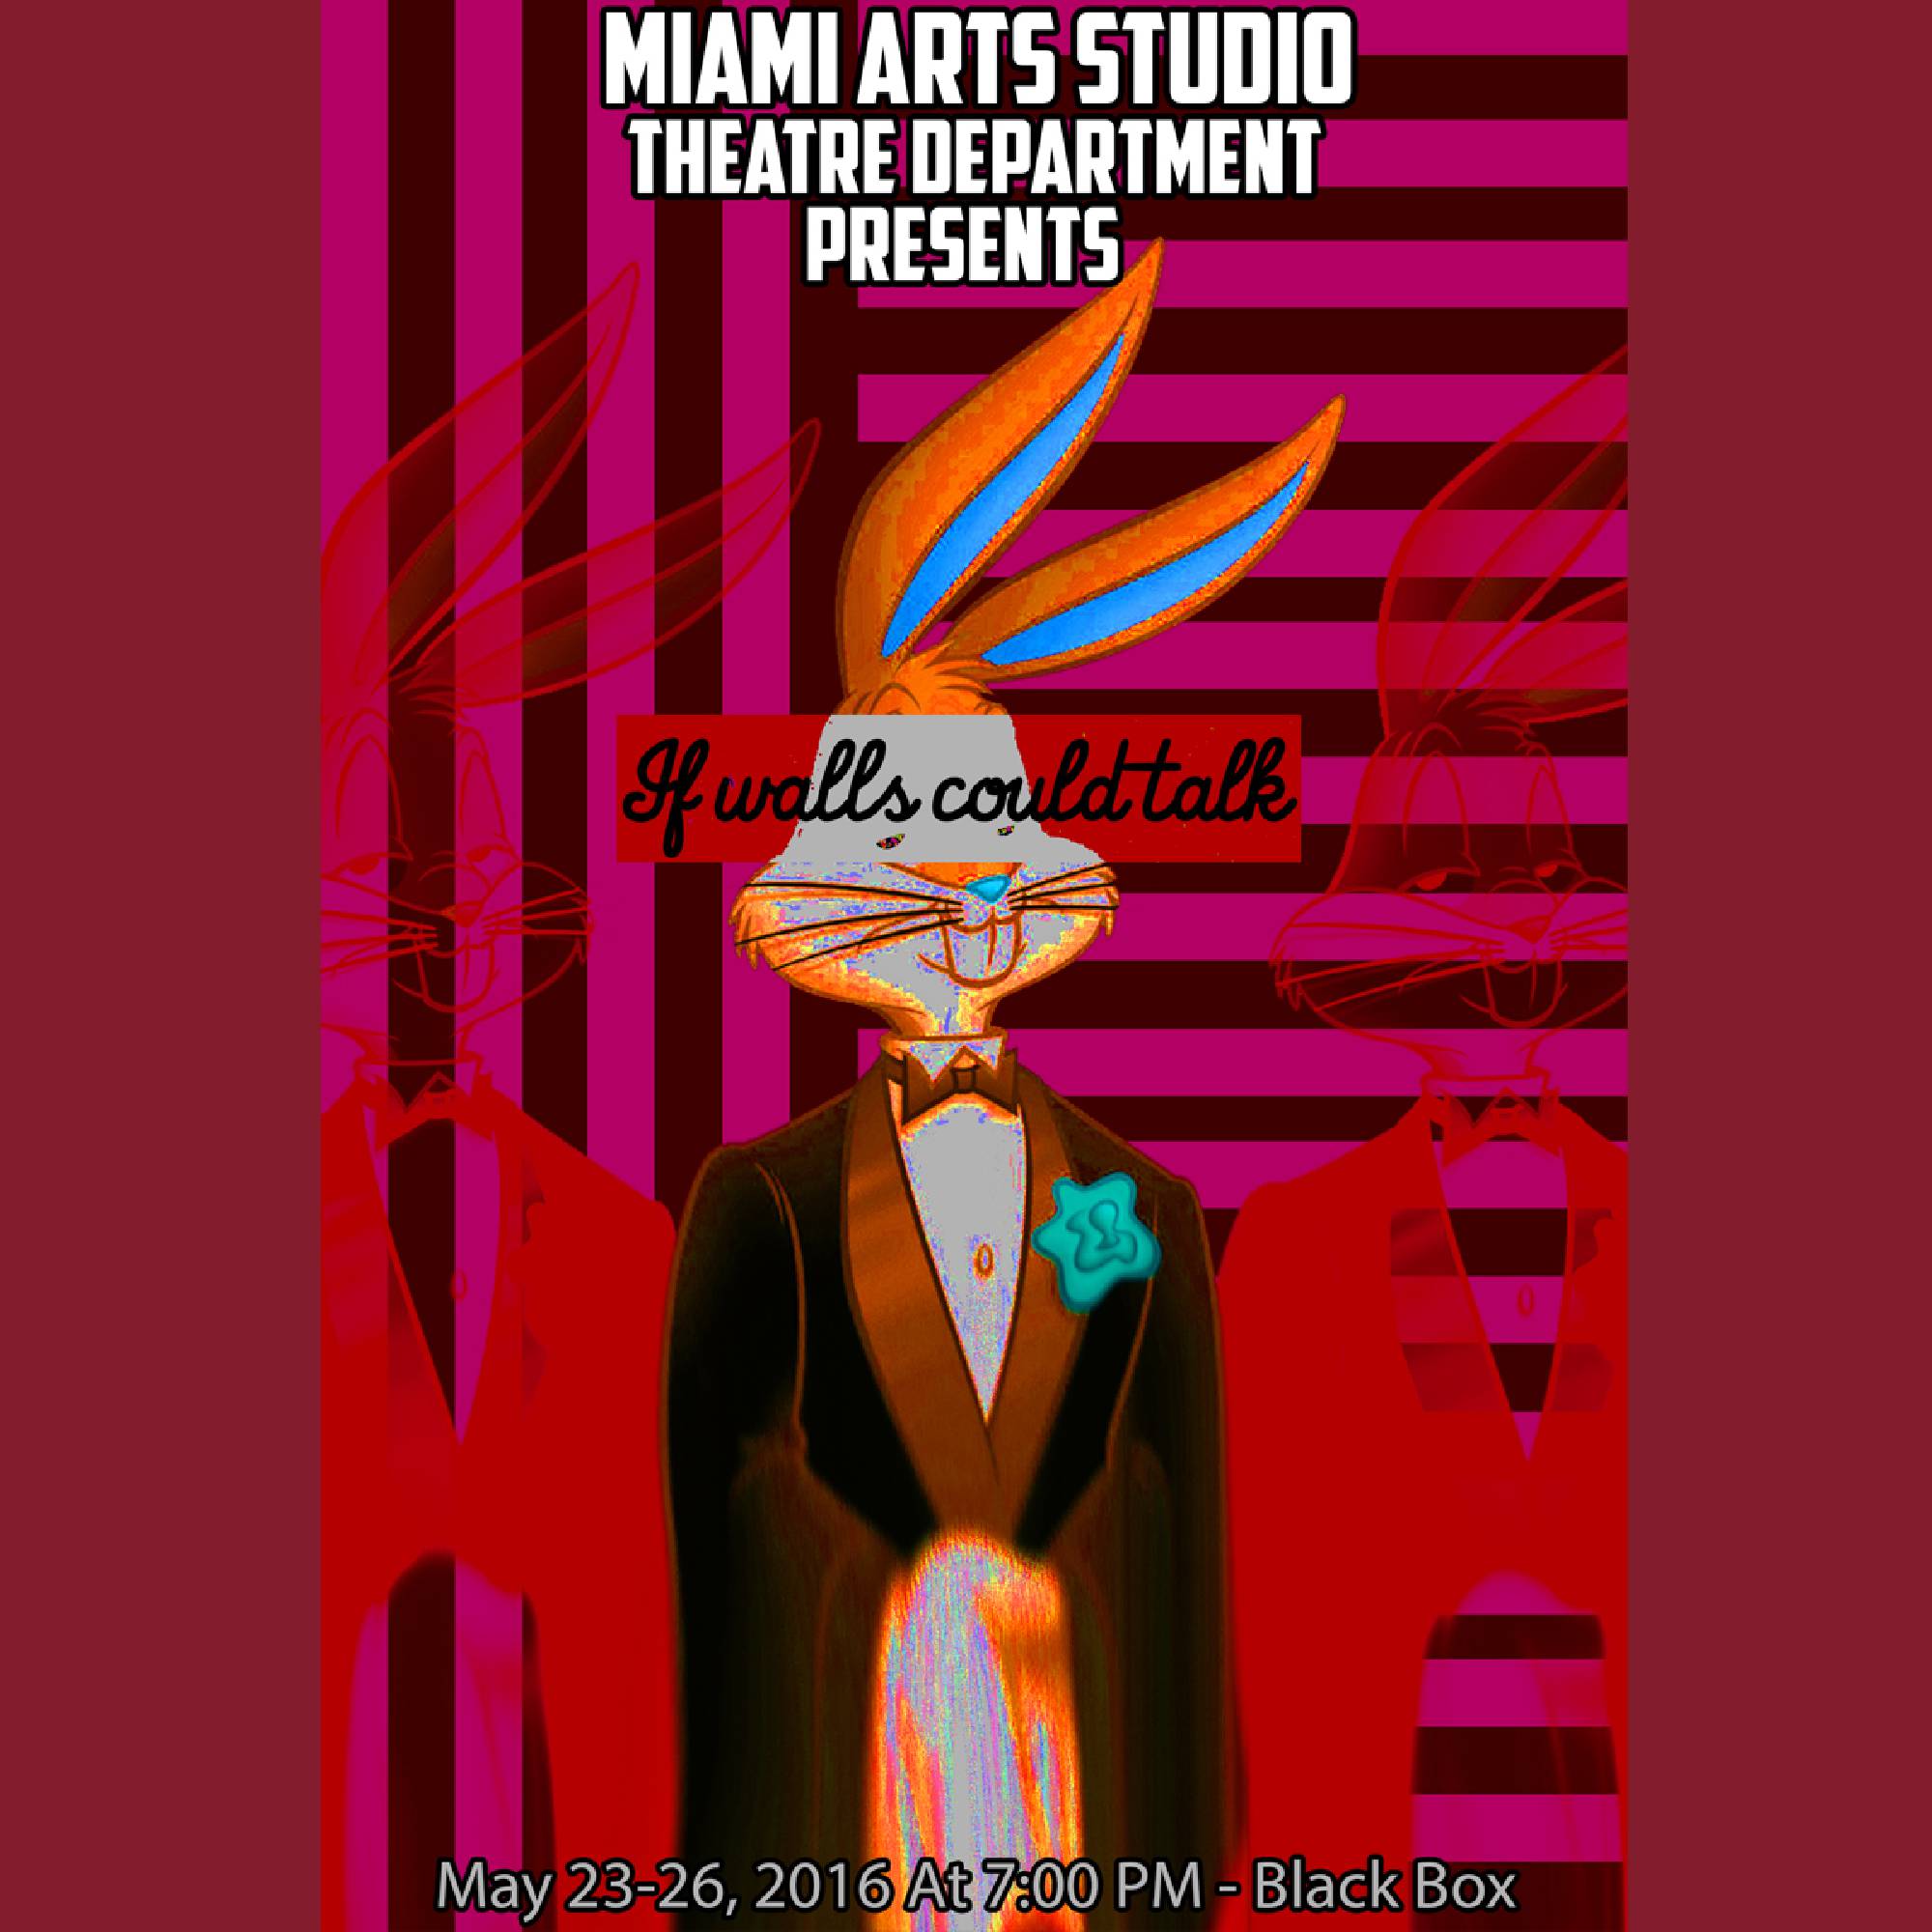 MIAMI ARTS STUDIO
THEATRE DEPARTMENT
PRESENTS
If walls could talk
May 23-26, 2016 At 7:00 PM - Black Box